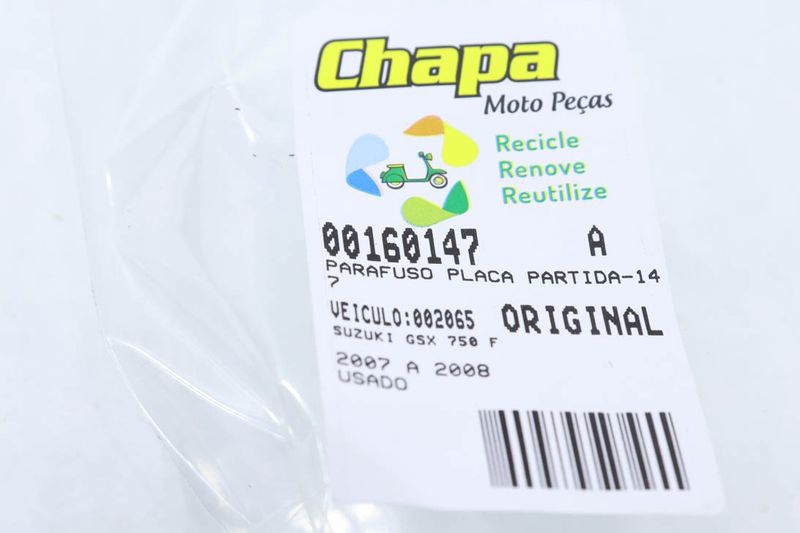 Chapa
Moto Peças
Recicle
Renove
Reutilize
00160147 A
PARAFUSO PLACA PARTIDA-14
7
VEICULO:002065 ORIGINAL
SUZUKI GSX 750 F
2007 A 2008
USADO